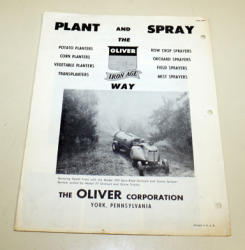 PLANT AND SPRAY
THE
OLIVER
IRON AGE
WAY
POTATO PLANTERS
CORN PLANTERS
VEGETABLE PLANTERS
TRANSPLANTERS
ROW CROP SPRAYERS
ORCHARD SPRAYERS
FIELD SPRAYERS
MIST SPRAYERS
THE OLIVER CORPORATION
YORK, PENNSYLVANIA